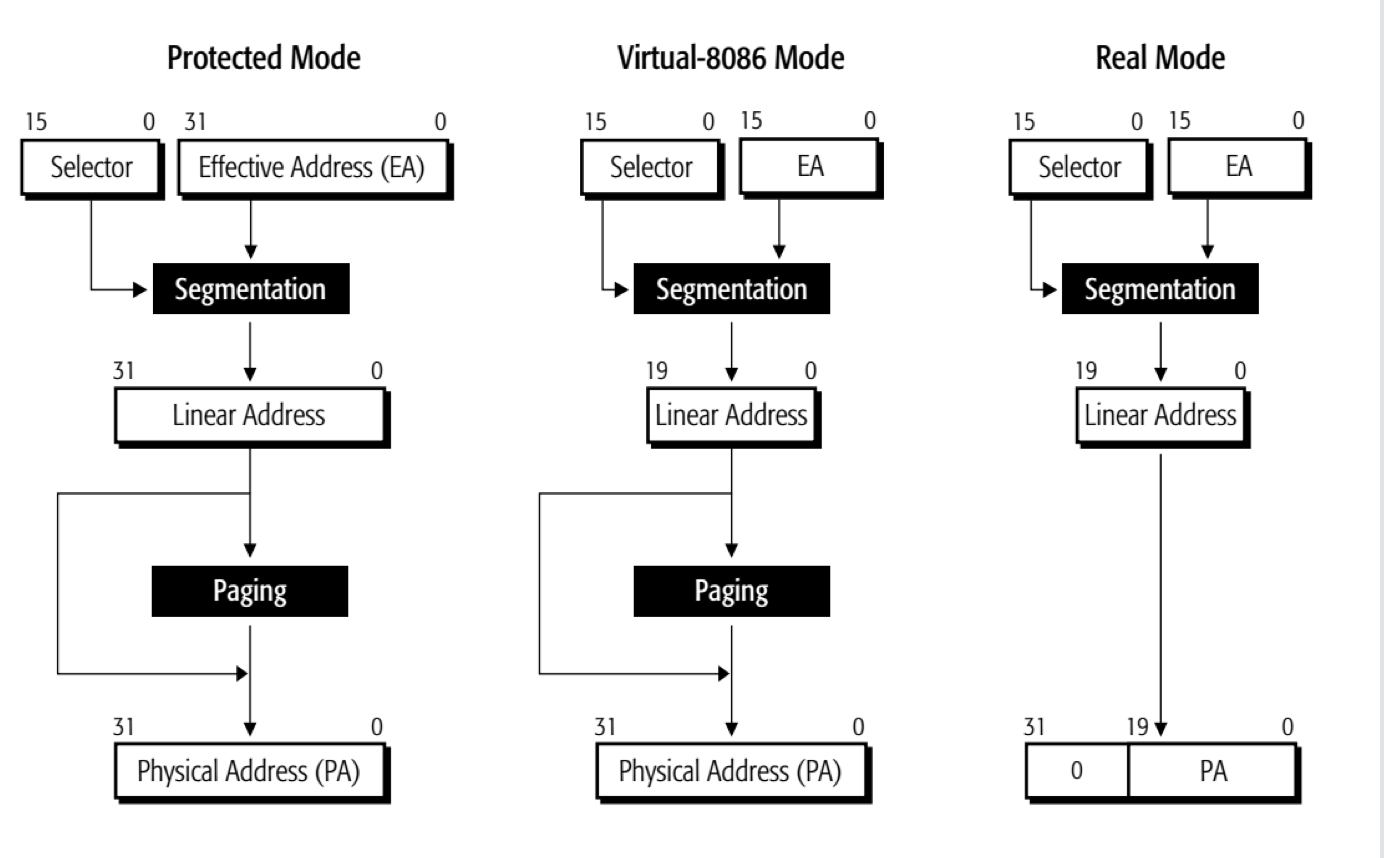 Protected Mode
15 0 31 0
Selector
Effective Address (EA)
Segmentation
31 0
Linear Address
Paging
31 0
Physical Address (PA)
Virtual-8086 Mode
15 0 15 0
Selector
EA
Segmentation
19 0
Linear Address
Paging
31 0
Physical Address (PA)
Real Mode
15 0 15 0
Selector
EA
Segmentation
19 0
Linear Address
31 19 0
0
PA